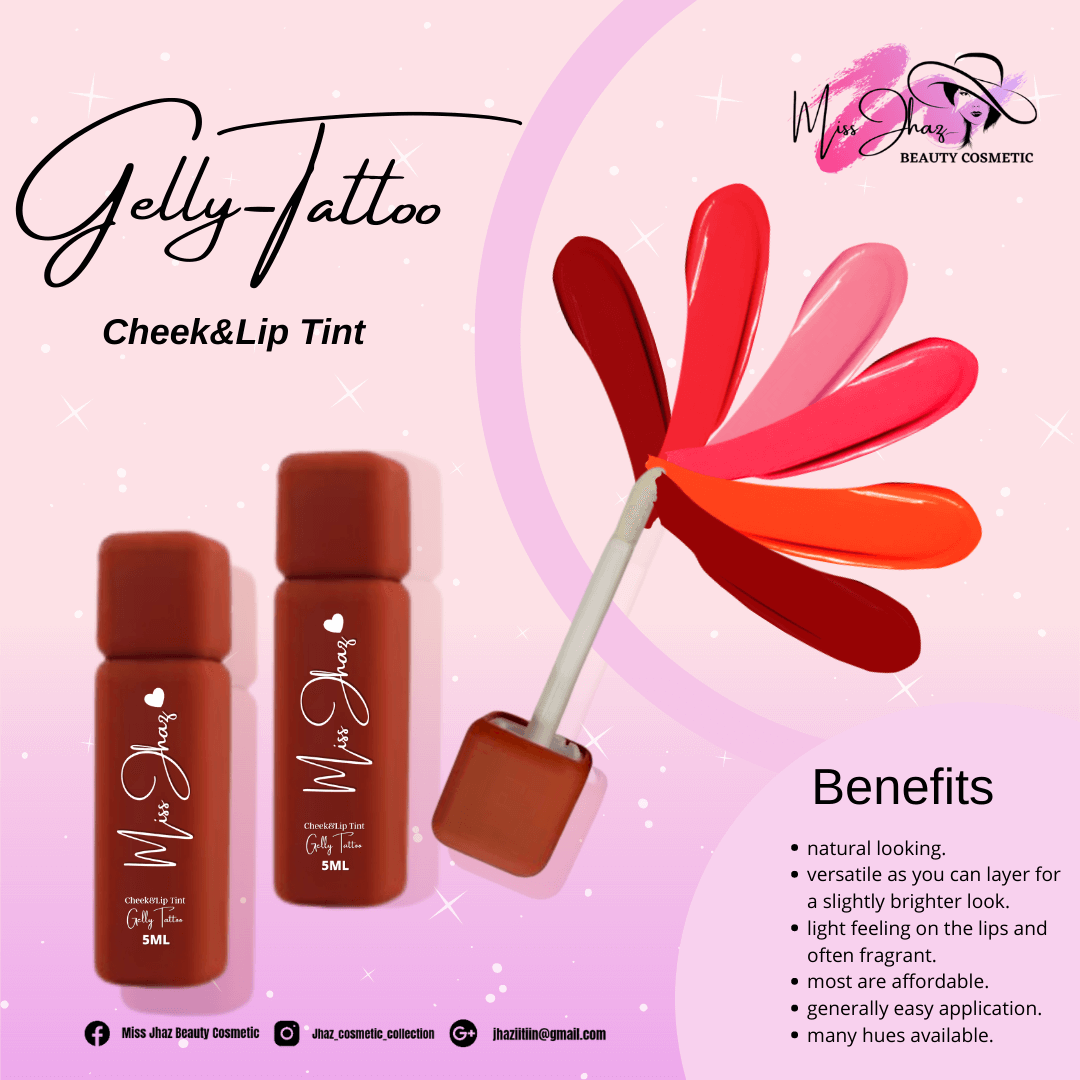 Miss Jhaz
BEAUTY COSMETIC
Gelly-Tattoo
Cheek&Lip Tint
Miss Jhaz
Cheek&Lip Tint
Gelly Tattoo
5ML
Miss Jhaz
Cheek&Lip Tint
Gelly Tattoo
5ML
Benefits
• natural looking.
• versatile as you can layer for
a slightly brighter look.
• light feeling on the lips and
often fragrant.
• most are affordable.
• generally easy application.
• many hues available.
Miss Jhaz Beauty Cosmetic
Jhaz_cosmetic_collection
G+ jhaziitiin@gmail.com